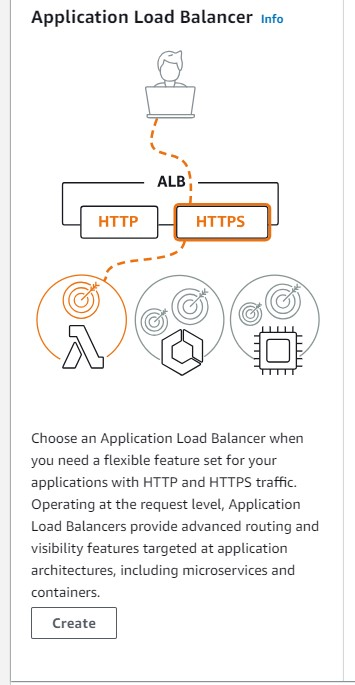 Application Load Balancer Info
ALB
HTTP HTTPS
Choose an Application Load Balancer when
you need a flexible feature set for your
applications with HTTP and HTTPS traffic.
Operating at the request level, Application
Load Balancers provide advanced routing and
visibility features targeted at application
architectures, including microservices and
containers.
Create